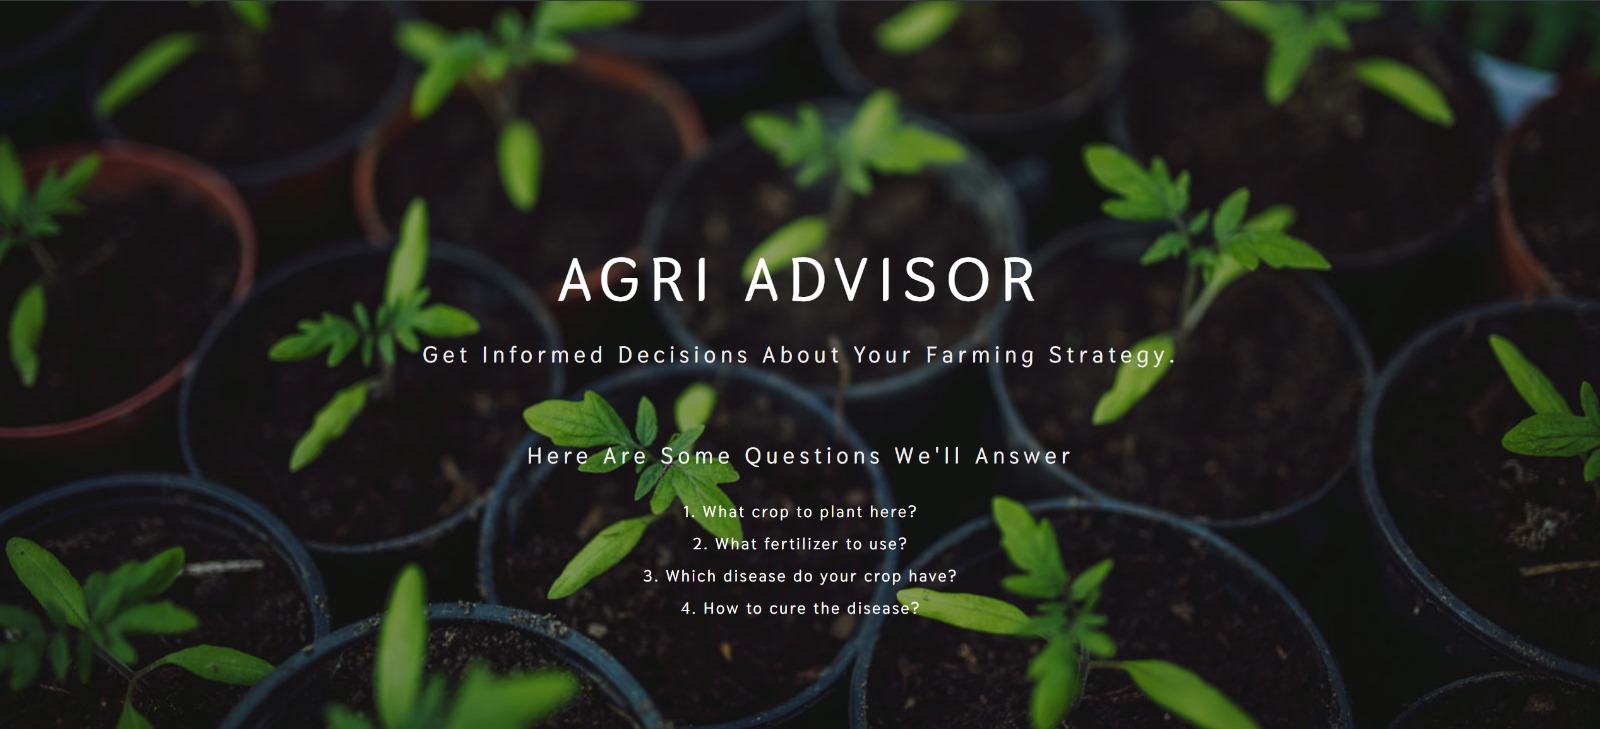 AGRI ADVISOR
Get Informed Decisions About Your Farming Strategy.
Here Are Some Questions We'll Answer
1. What crop to plant here?
2. What fertilizer to use?
3. Which disease do your crop have?
4. How to cure the disease?